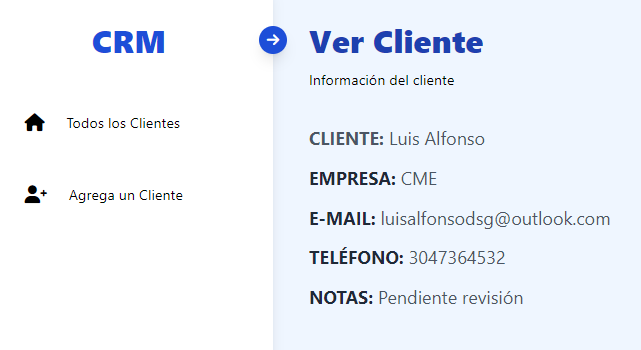 CRM
Todos los Clientes
Agrega un Cliente
Ver Cliente
Información del cliente
CLIENTE: Luis Alfonso
EMPRESA: CME
E-MAIL: luisalfonsodsg@outlook.com
TELÉFONO: 3047364532
NOTAS: Pendiente revisión